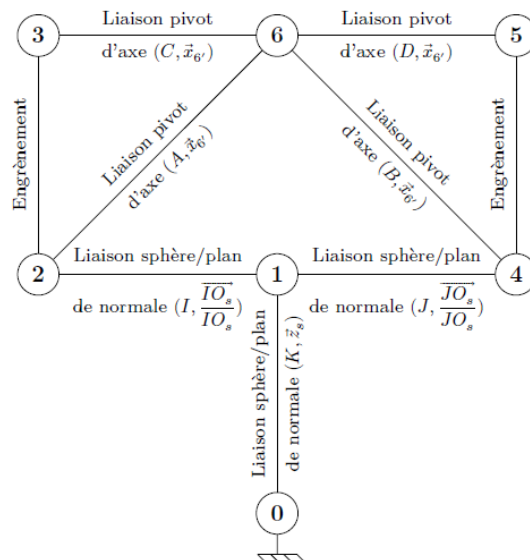 3
Liaison pivot
d'axe (C, x⃗₆′)
6
Liaison pivot
d'axe (D, x⃗₆′)
5
Engrènement
Liaison pivot
d'axe (A, x⃗₆′)
Liaison pivot
d'axe (B, x⃗₆′)
Engrènement
2
Liaison sphère/plan
de normale (I, IO⃗ₛ/IOₛ)
1
Liaison sphère/plan
de normale (J, JO⃗ₛ/JOₛ)
4
Liaison sphère/plan
de normale (K, z⃗ₛ)
0